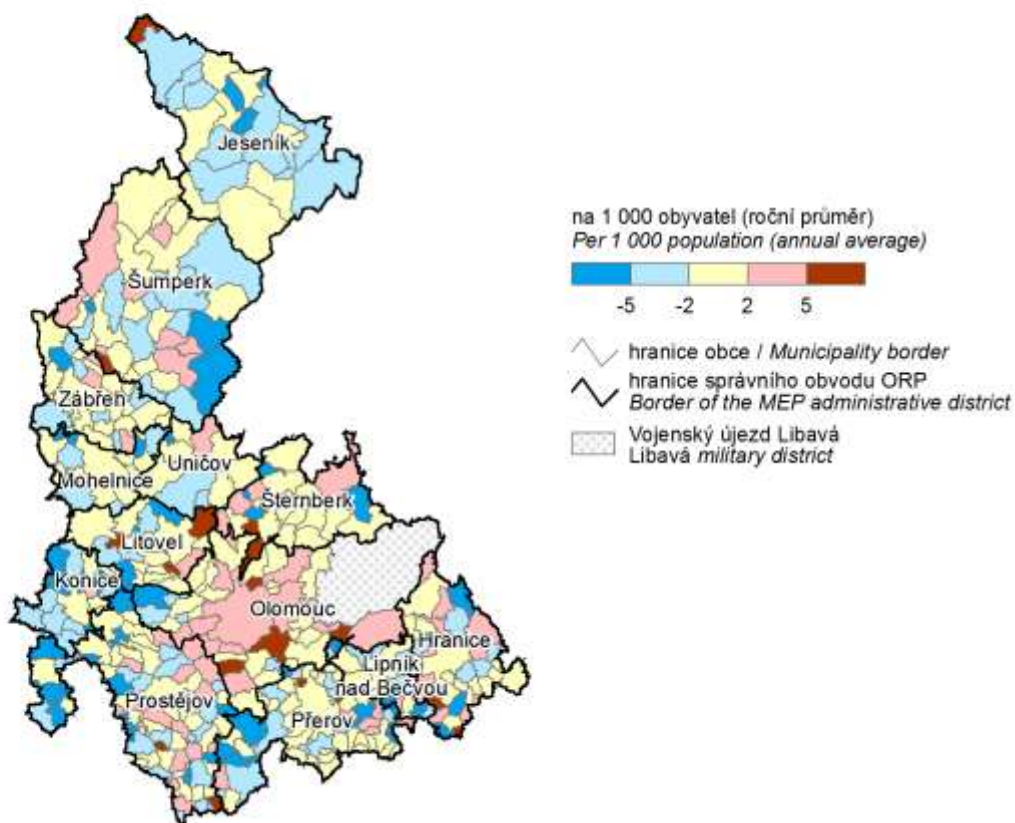 Jeseník
Šumperk
Zábřeh
Mohelnice
Uničov
Šternberk
Litovel
Konice
Olomouc
Hranice
Lipník
nad Bečvou
Prostějov
Přerov
na 1 000 obyvatel (roční průměr)
Per 1 000 population (annual average)
-5 -2 2 5
hranice obce / Municipality border
hranice správního obvodu ORP
Border of the MEP administrative district
Vojenský újezd Libavá
Libavá military district